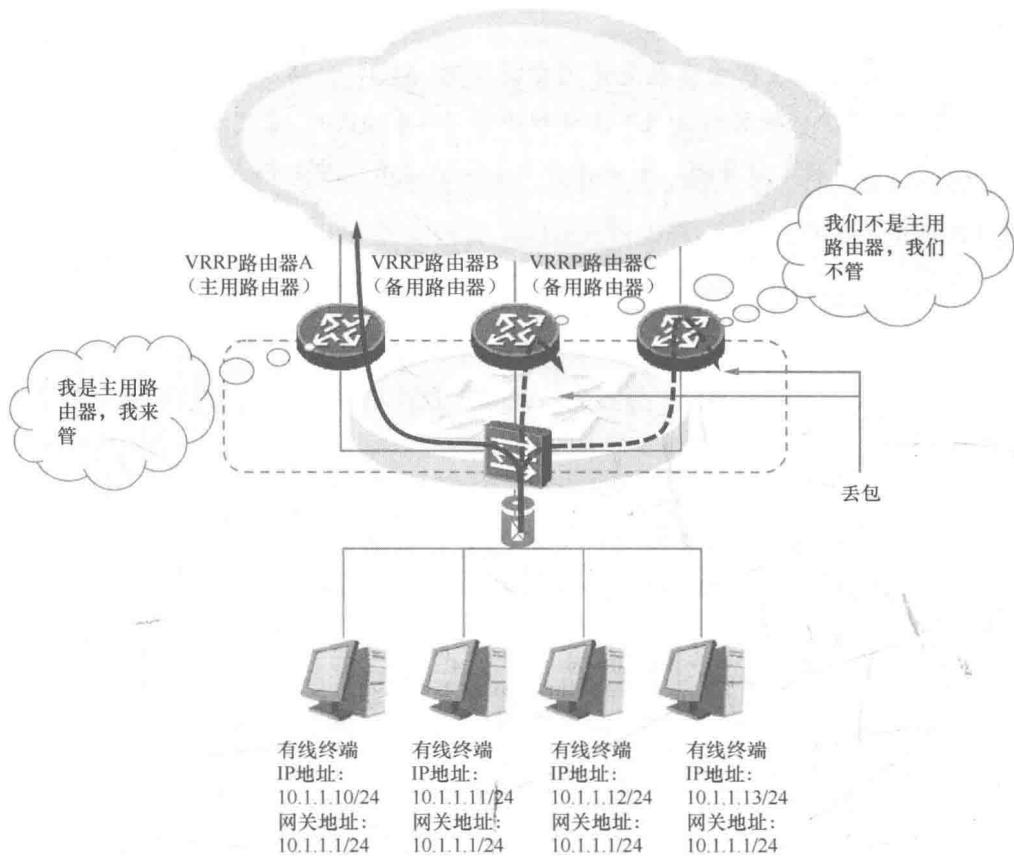 我们不是主用
路由器，我们
不管
VRRP路由器A
（主用路由器）
VRRP路由器B
（备用路由器）
VRRP路由器C
（备用路由器）
我是主用路
由器，我来
管
丢包
有线终端
IP地址：
10.1.1.10/24
网关地址：
10.1.1.1/24
有线终端
IP地址：
10.1.1.11/24
网关地址：
10.1.1.1/24
有线终端
IP地址：
10.1.1.12/24
网关地址：
10.1.1.1/24
有线终端
IP地址：
10.1.1.13/24
网关地址：
10.1.1.1/24